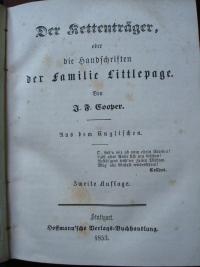 Der Kettenträger,
oder
die Handschriften
der Familie Littlepage.
Von
J. F. Cooper.
Aus dem Englischen.
Zweite Auflage.
Stuttgart.
Hoffmann'sche Verlags-Buchhandlung.
1853.